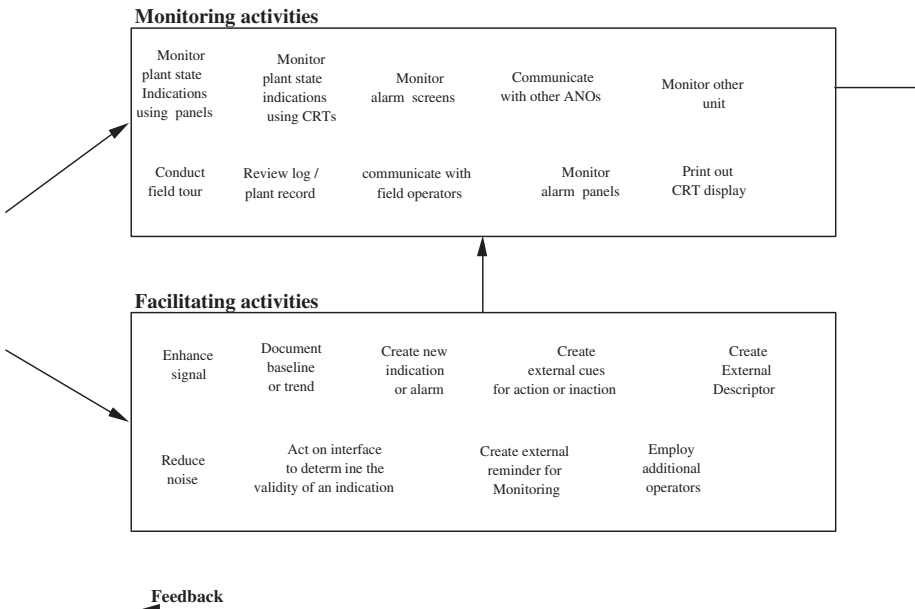 Monitoring activities
Monitor
plant state
Indications
using panels
Monitor
plant state
indications
using CRTs
Monitor
alarm screens
Communicate
with other ANOs
Monitor other
unit
Conduct
field tour
Review log /
plant record
communicate with
field operators
Monitor
alarm panels
Print out
CRT display
Facilitating activities
Enhance
signal
Document
baseline
or trend
Create new
indication
or alarm
Create
external cues
for action or inaction
Create
External
Descriptor
Reduce
noise
Act on interface
to determ ine the
validity of an indication
Create external
reminder for
Monitoring
Employ
additional
operators
Feedback